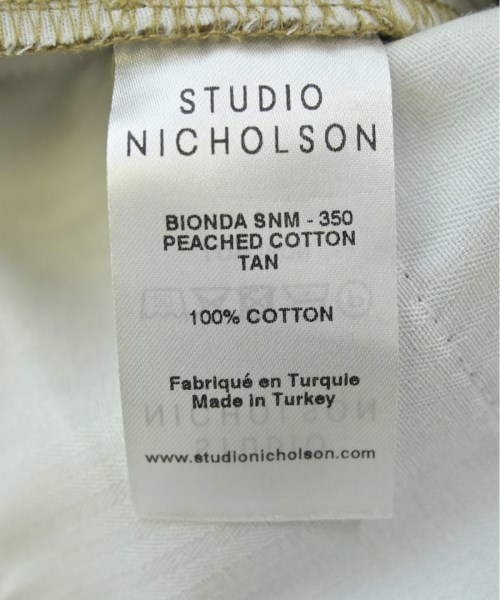 STUDIO
NICHOLSON
BIONDA SNM - 350
PEACHED COTTON
TAN
100% COTTON
Fabriqué en Turquie
Made in Turkey
www.studionicholson.com